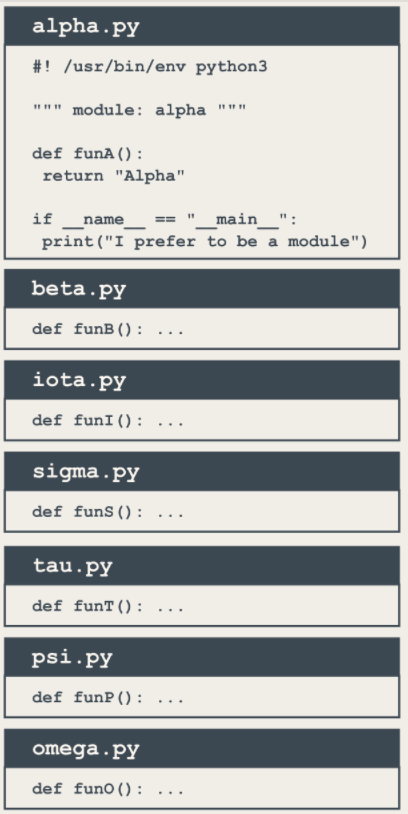 alpha.py
#! /usr/bin/env python3
""" module: alpha """
def funA():
return "Alpha"
if __name__ == "__main__":
print("I prefer to be a module")
beta.py
def funB(): ...
iota.py
def funI(): ...
sigma.py
def funS(): ...
tau.py
def funT(): ...
psi.py
def funP(): ...
omega.py
def funO(): ...